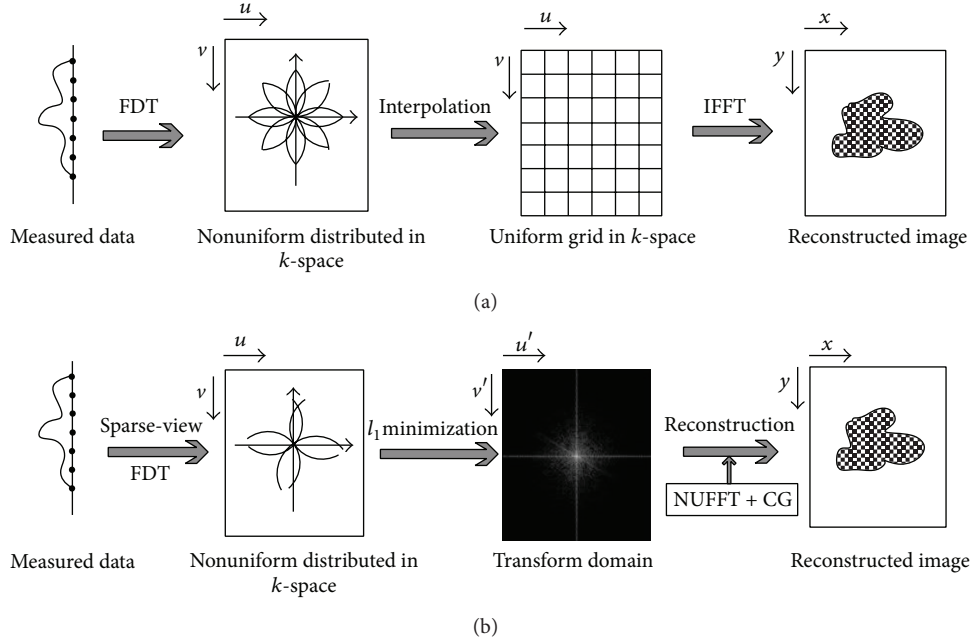 u
v
FDT
Interpolation
u
v
IFFT
x
y
Measured data
Nonuniform distributed in
k-space
Uniform grid in k-space
Reconstructed image
(a)
u
v
Sparse-view
FDT
l₁ minimization
u′
v′
Reconstruction
NUFFT + CG
x
y
Measured data
Nonuniform distributed in
k-space
Transform domain
Reconstructed image
(b)